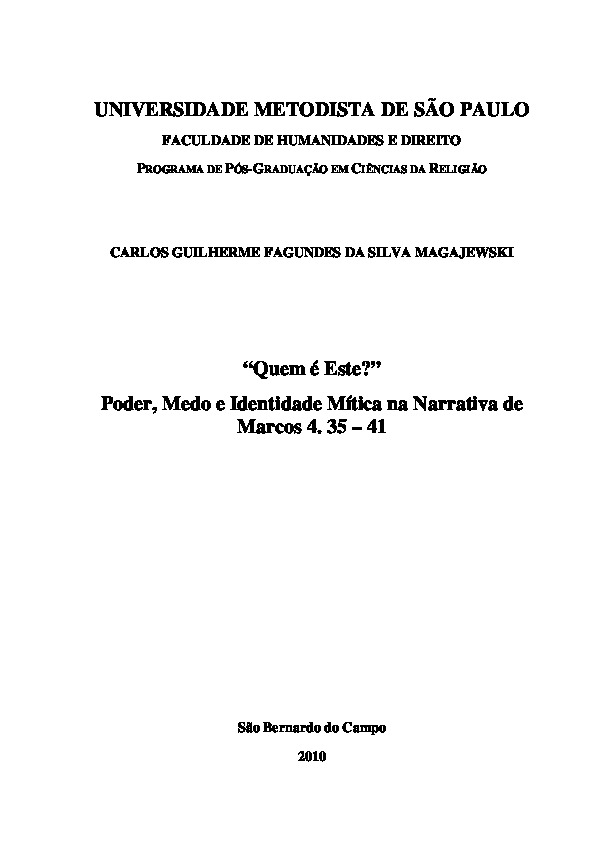 UNIVERSIDADE METODISTA DE SÃO PAULO
FACULDADE DE HUMANIDADES E DIREITO
PROGRAMA DE PÓS-GRADUAÇÃO EM CIÊNCIAS DA RELIGIÃO
CARLOS GUILHERME FAGUNDES DA SILVA MAGAJEWSKI
“Quem é Este?”
Poder, Medo e Identidade Mítica na Narrativa de
Marcos 4. 35 – 41
São Bernardo do Campo
2010